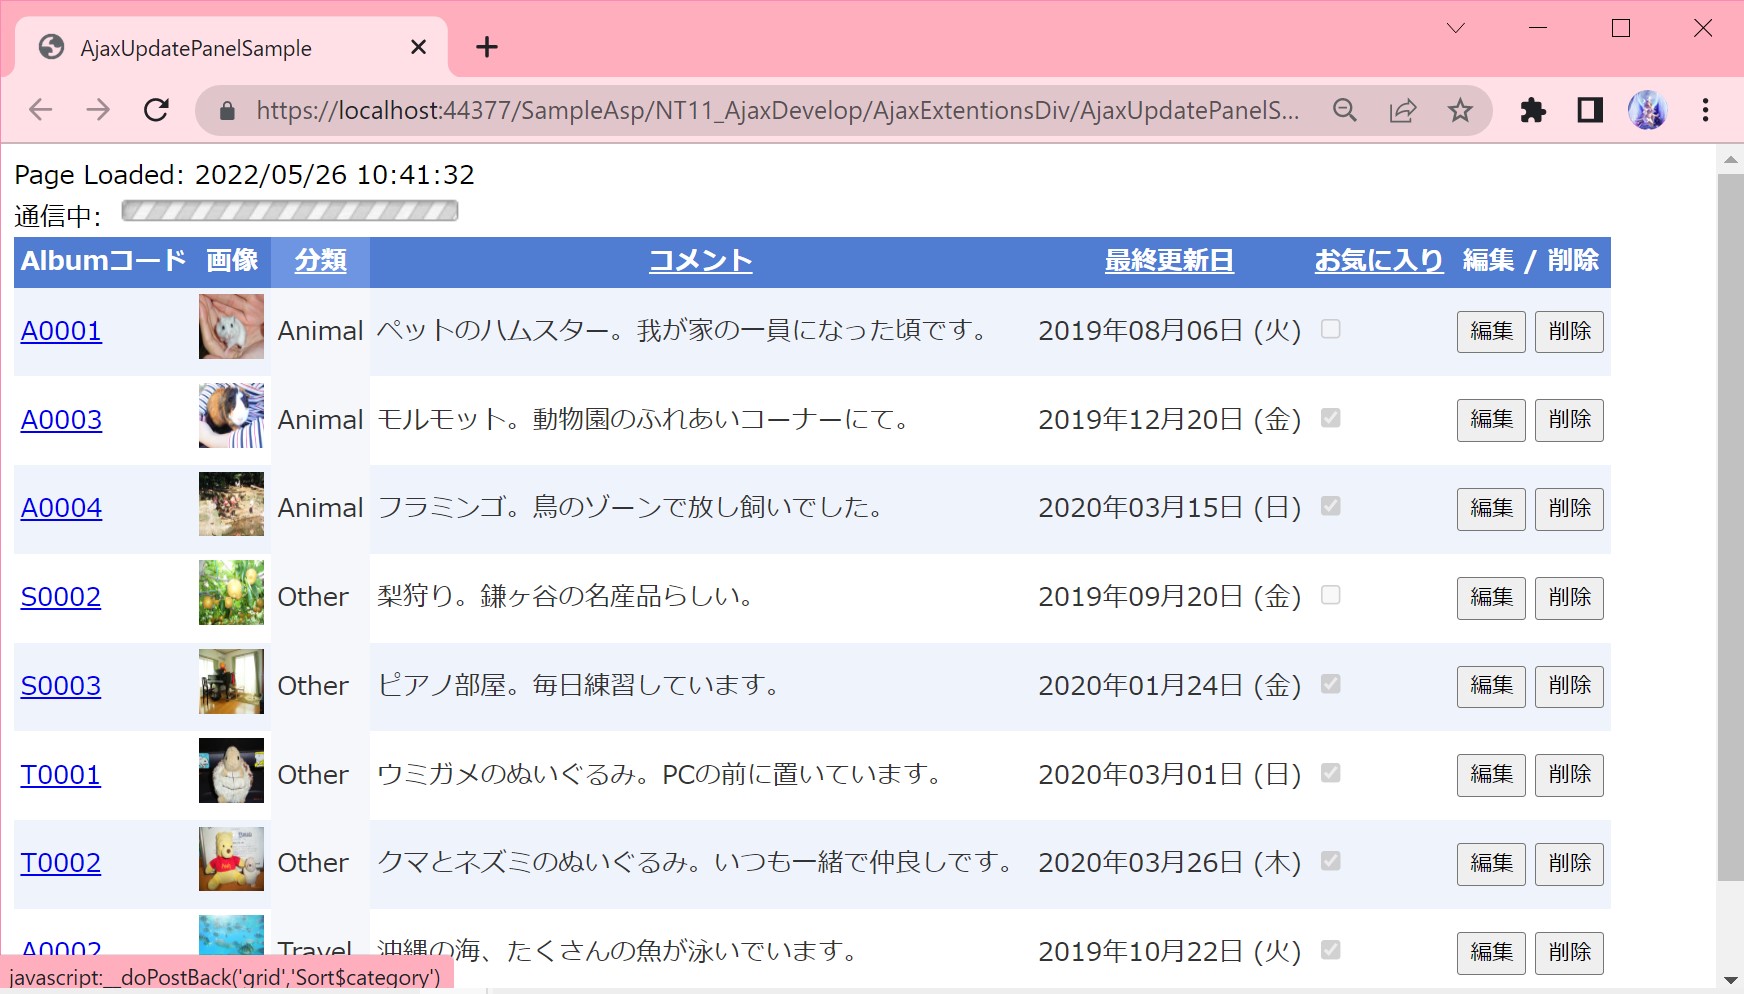 AjaxUpdatePanelSample
https://localhost:44377/SampleAsp/NT11_AjaxDevelop/AjaxExtentionsDiv/AjaxUpdatePanelS...
Page Loaded: 2022/05/26 10:41:32
通信中:
Albumコード 画像 分類 コメント 最終更新日 お気に入り 編集 / 削除
A0001 Animal ペットのハムスター。我が家の一員になった頃です。 2019年08月06日 (火) 編集 削除
A0003 Animal モルモット。動物園のふれあいコーナーにて。 2019年12月20日 (金) 編集 削除
A0004 Animal フラミンゴ。鳥のゾーンで放し飼いでした。 2020年03月15日 (日) 編集 削除
S0002 Other 梨狩り。鎌ヶ谷の名産品らしい。 2019年09月20日 (金) 編集 削除
S0003 Other ピアノ部屋。毎日練習しています。 2020年01月24日 (金) 編集 削除
T0001 Other ウミガメのぬいぐるみ。PCの前に置いています。 2020年03月01日 (日) 編集 削除
T0002 Other クマとネズミのぬいぐるみ。いつも一緒で仲良しです。 2020年03月26日 (木) 編集 削除
A0002 Travel 沖縄の海、たくさんの魚が泳いでいます。 2019年10月22日 (火) 編集 削除
javascript:__doPostBack('grid','Sort$category')